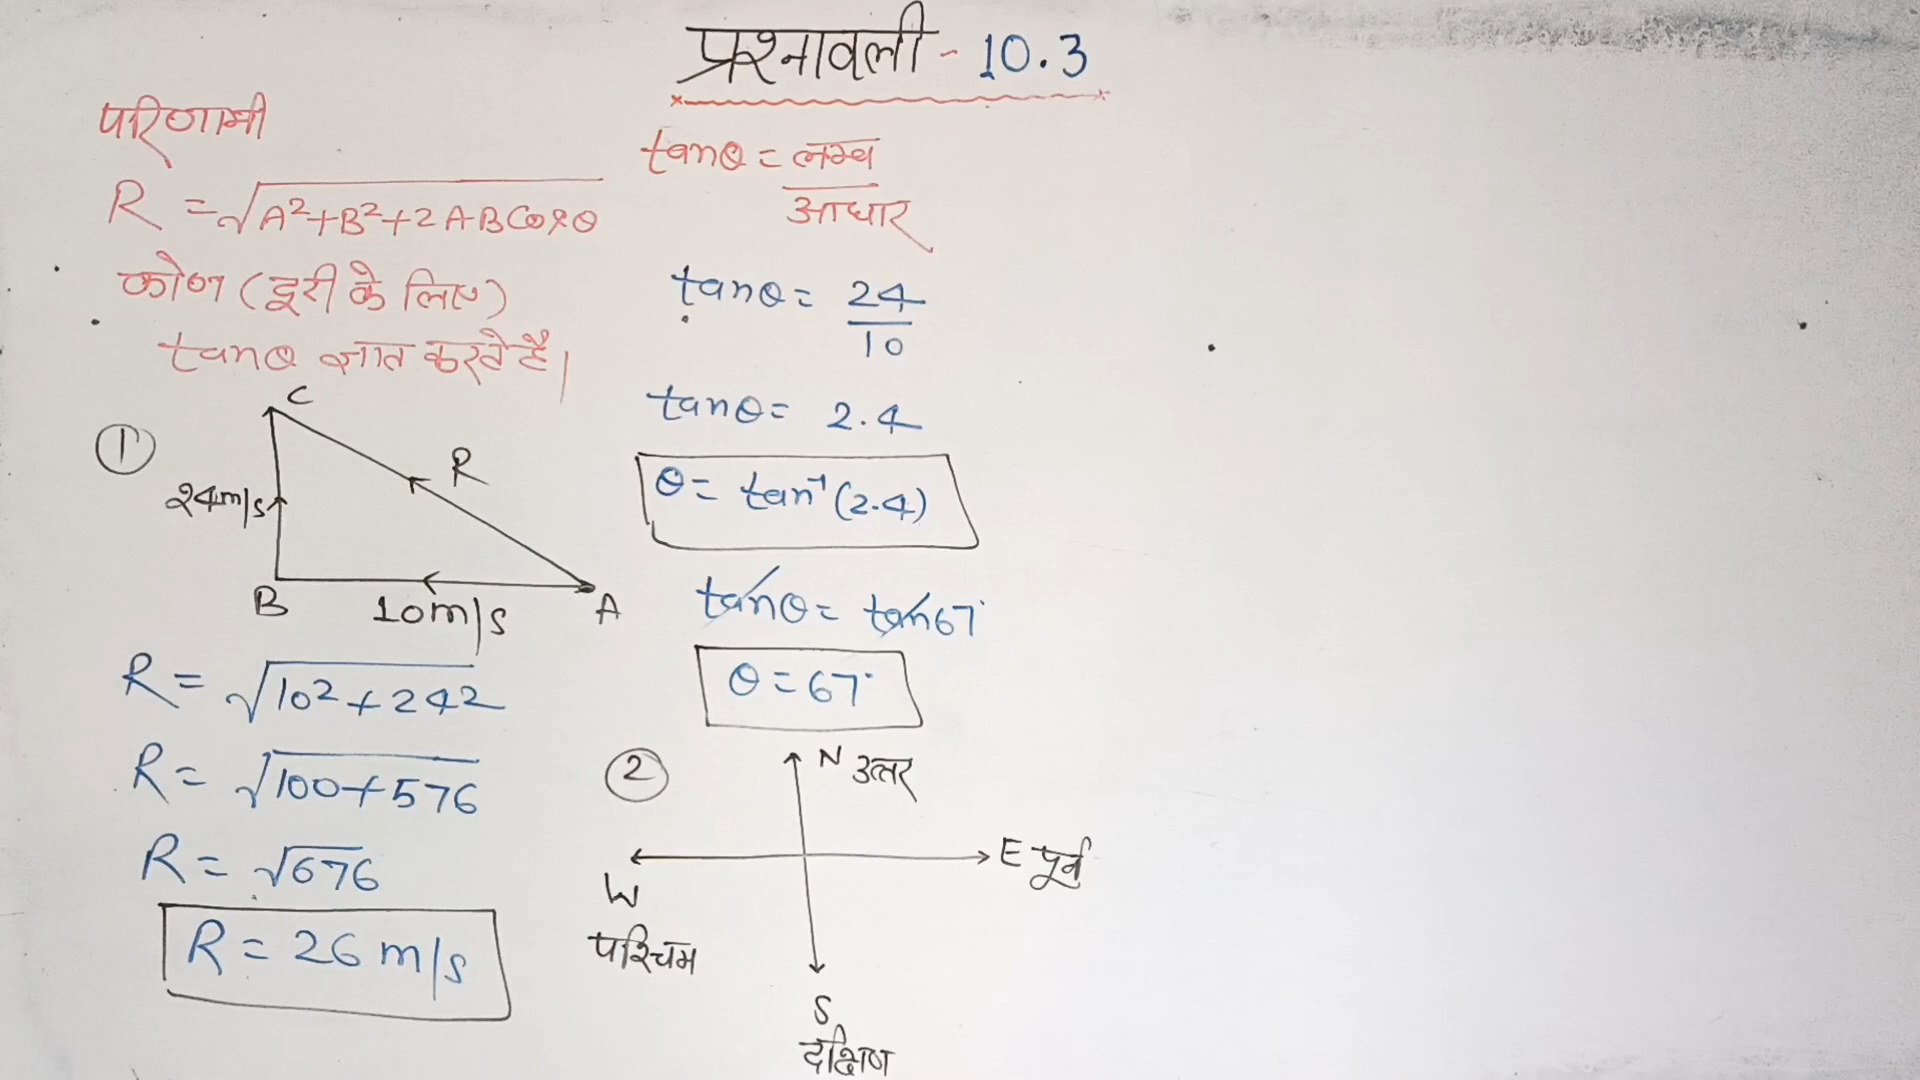 प्रश्नावली - 10.3
परिणामी
R = √A²+B²+2ABCosθ
कोण (दूरी के लिए)
tanθ ज्ञात करते है।
①
C
24m/s
R
B
10m/s
A
R = √10²+24²
R = √100+576
R = √676
R = 26 m/s
tanθ = लम्ब
आधार
tanθ = 24
10
tanθ = 2.4
θ = tan⁻¹(2.4)
tanθ = tan67°
θ = 67°
②
N उत्तर
E पूर्व
W
पश्चिम
S
दक्षिण